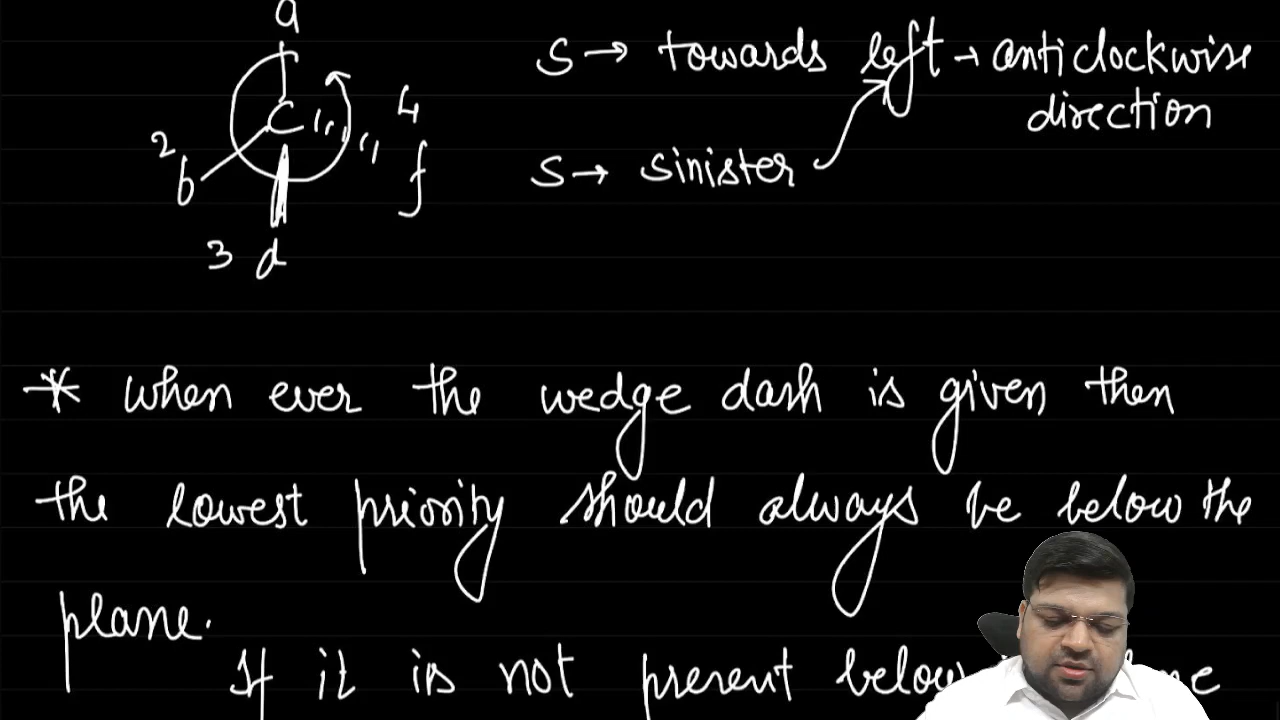 a
S → towards left → anticlockwise
direction
C
4
2
b
f
S → sinister
3 d
* when ever the wedge dash is given then
the lowest priority should always be below the
plane.
If it is not present below